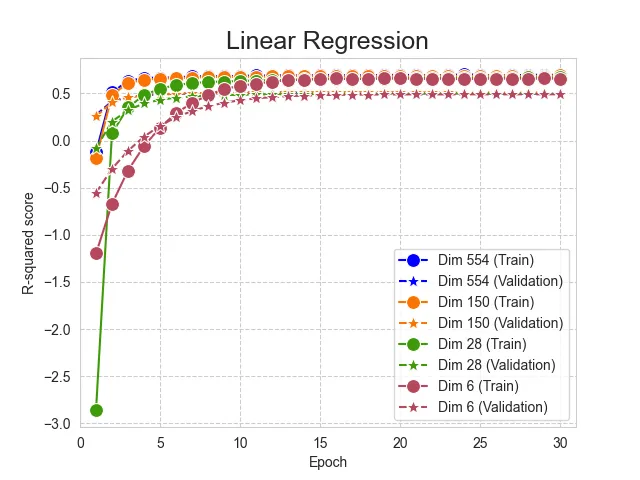 Linear Regression
R-squared score
0.5
0.0
−0.5
−1.0
−1.5
−2.0
−2.5
−3.0
0 5 10 15 20 25 30
Epoch
Dim 554 (Train)
Dim 554 (Validation)
Dim 150 (Train)
Dim 150 (Validation)
Dim 28 (Train)
Dim 28 (Validation)
Dim 6 (Train)
Dim 6 (Validation)